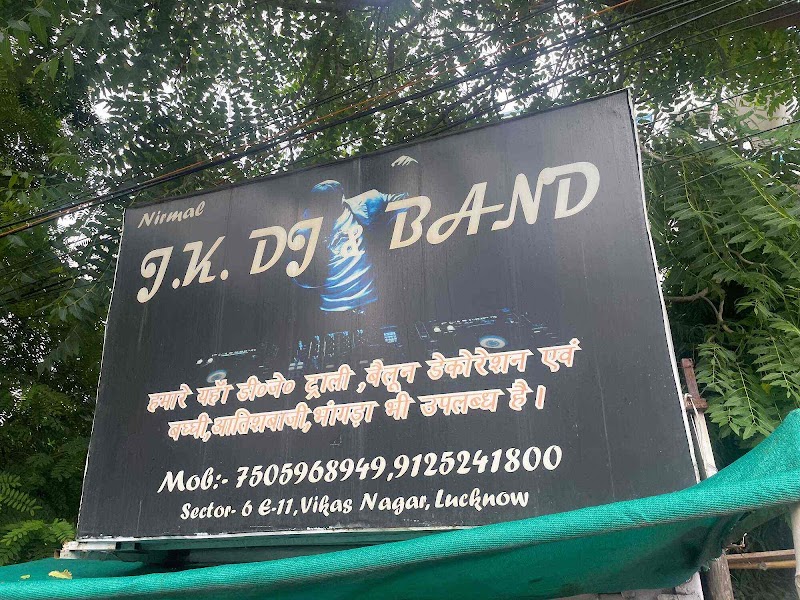 Nirmal
J.K. DJ & BAND
हमारे यहाँ डी०जे० ट्राली ,बैलून डेकोरेशन एवं
बघ्घी,आतिशबाजी,भांगड़ा भी उपलब्ध है।
Mob:- 7505968949,9125241800
Sector- 6 E-11,Vikas Nagar,Lucknow